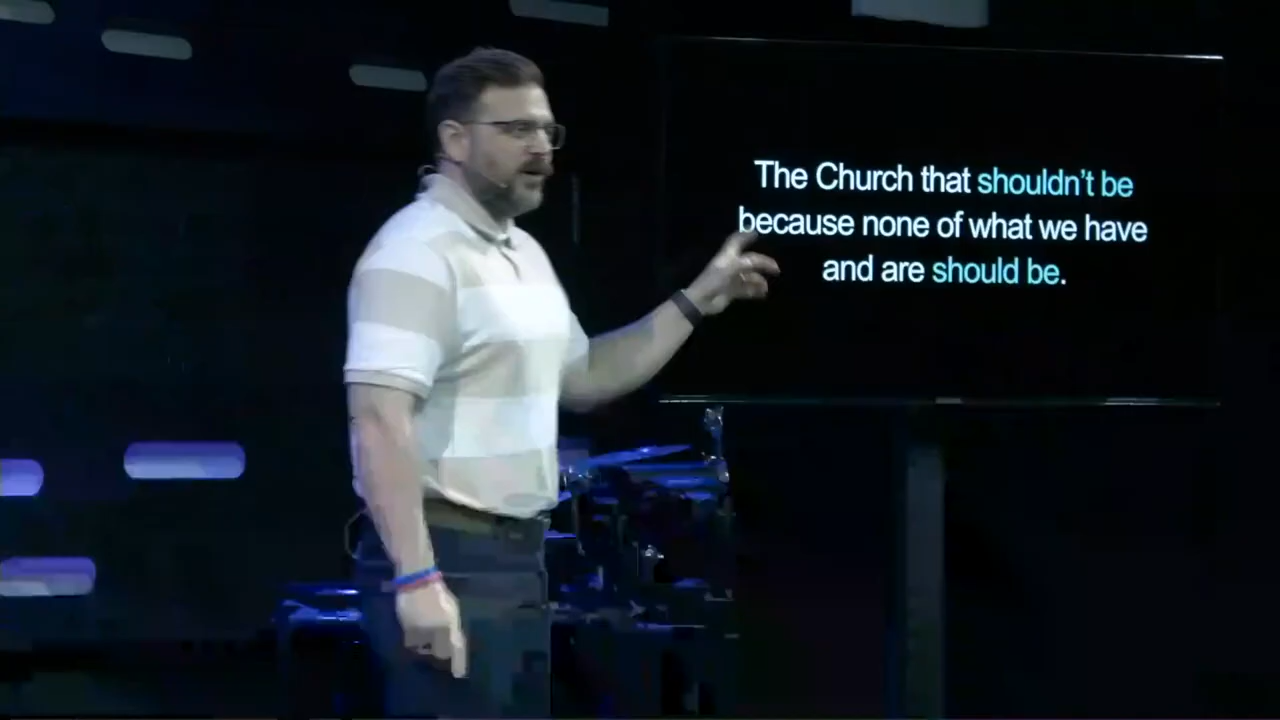 The Church that shouldn't be
because none of what we have
and are should be.